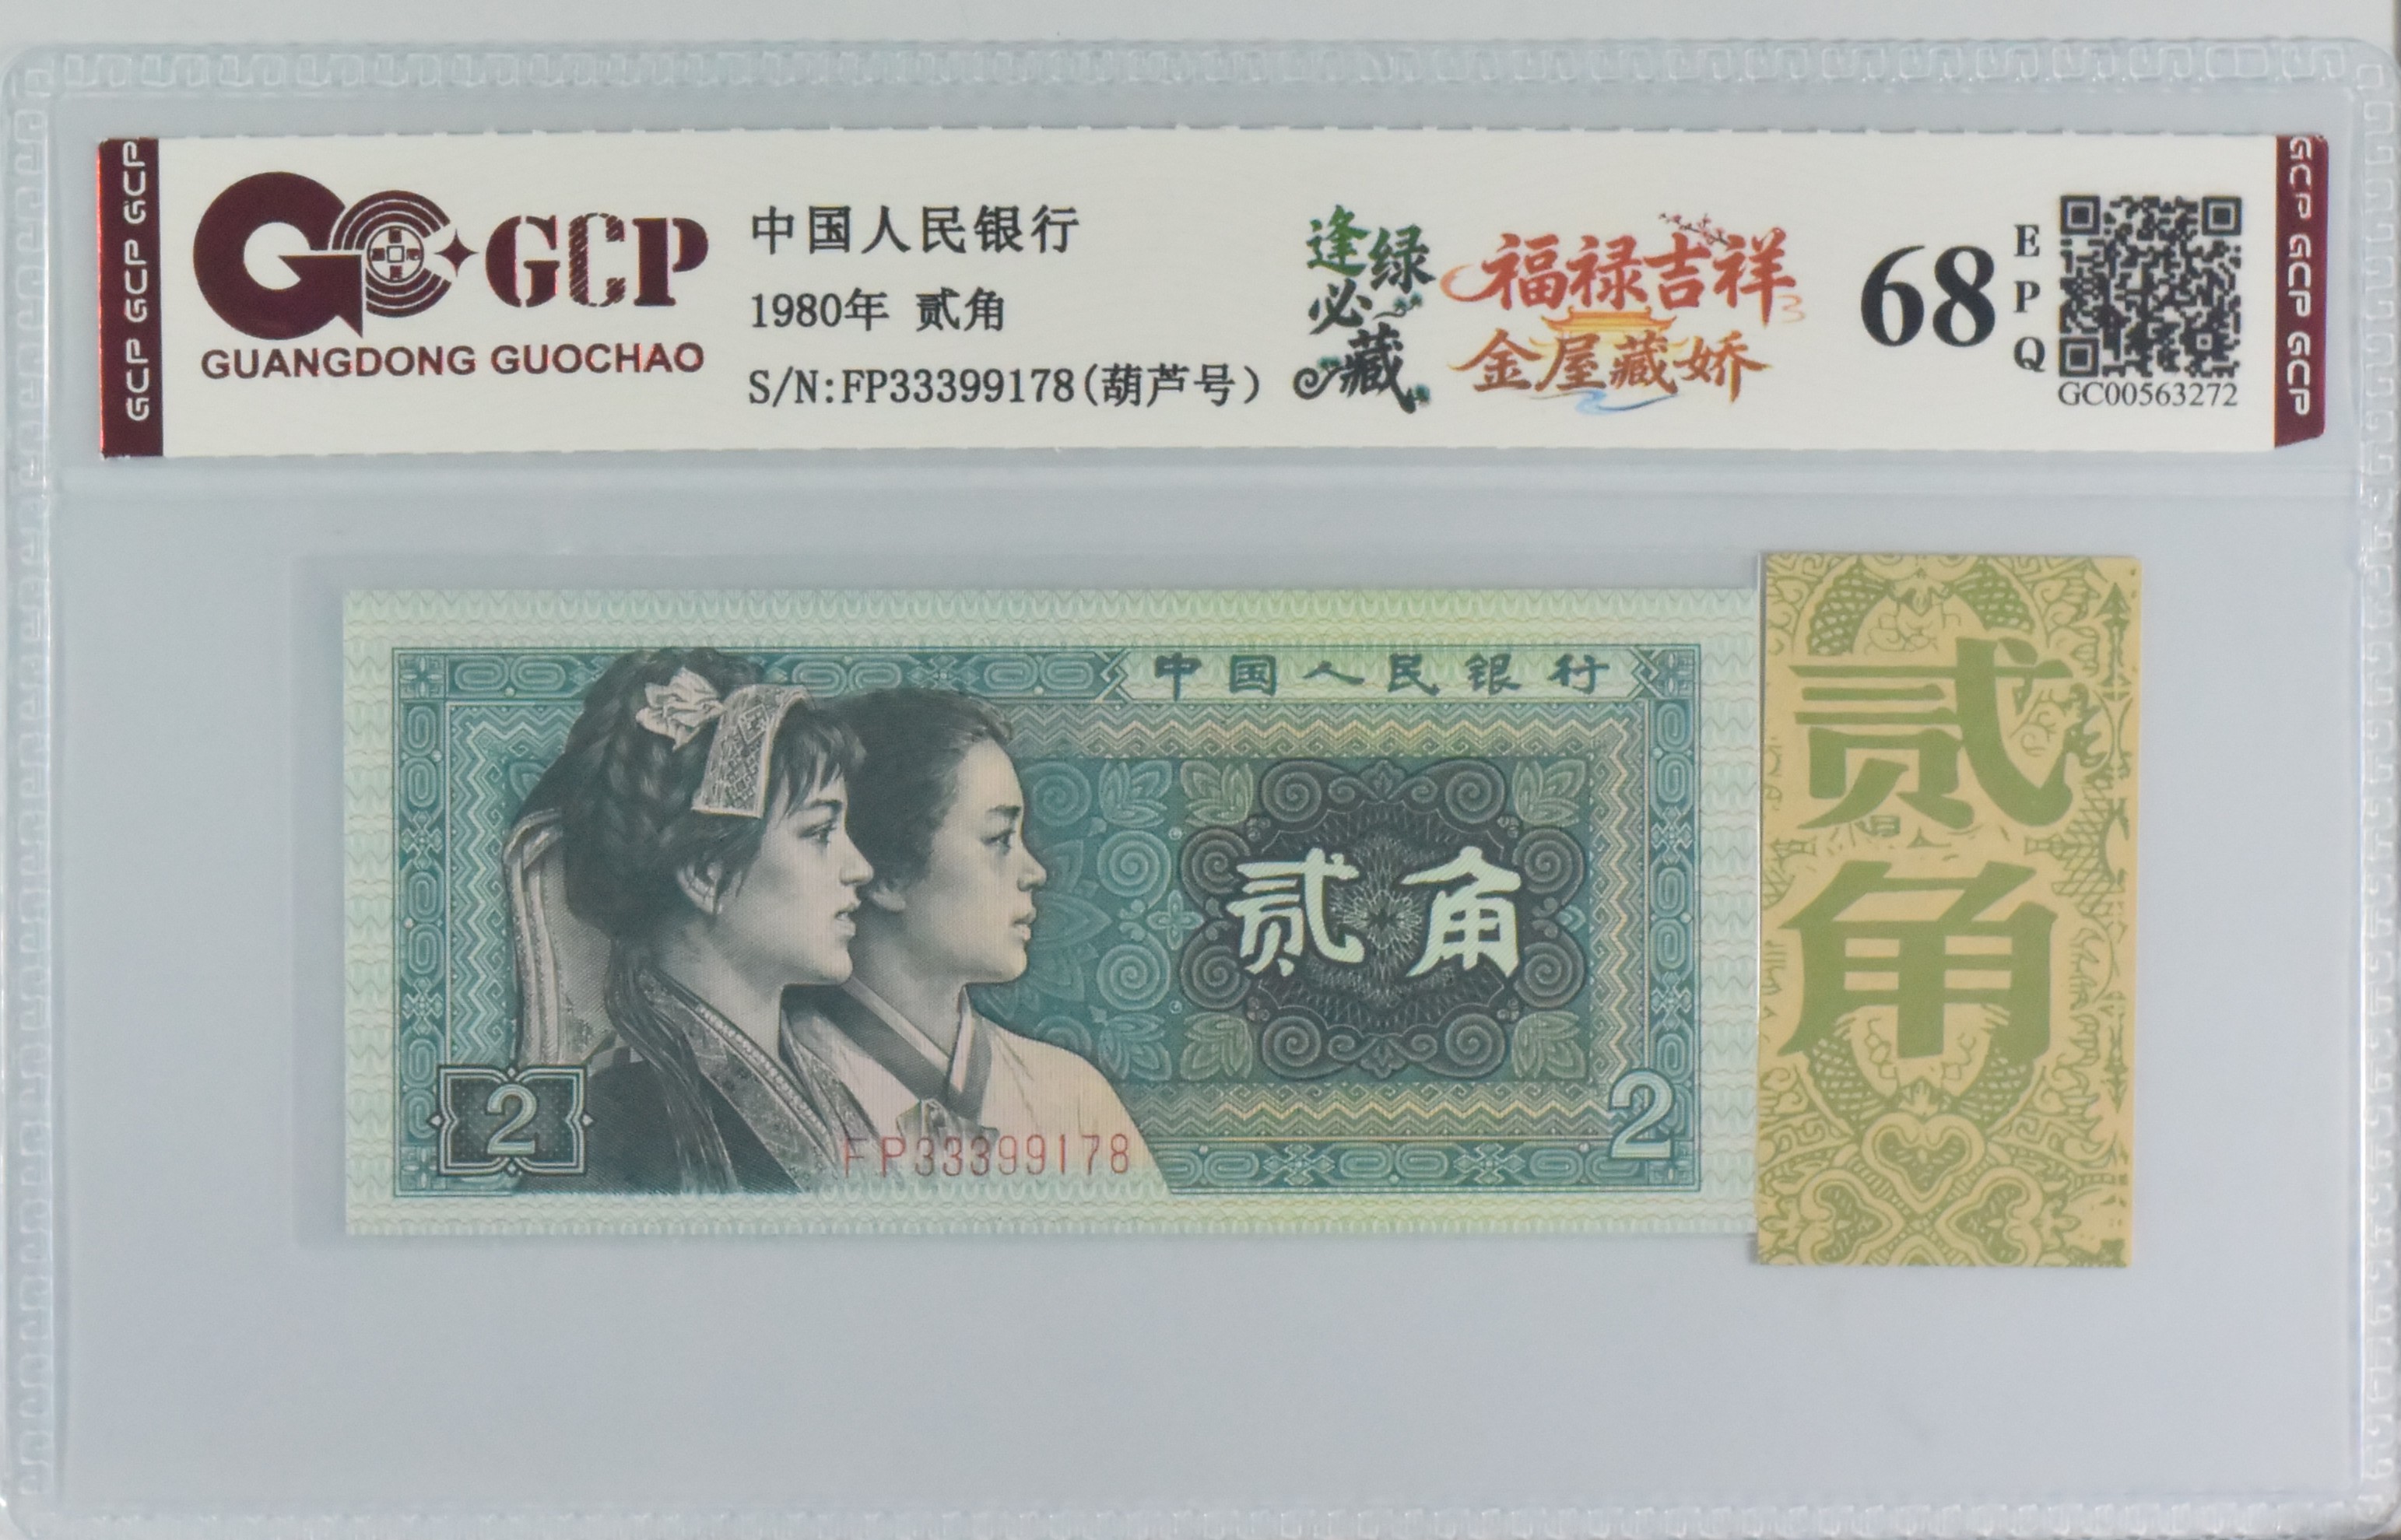 GCP GCP GCP
GCP
GUANGDONG GUOCHAO
中国人民银行
1980年 贰角
S/N:FP33399178(葫芦号)
逢绿
必藏
福禄吉祥
金屋藏娇
68
E
P
Q
GC00563272
GCP GCP GCP
中国人民银行
贰角
2
2
FP33399178
贰
角